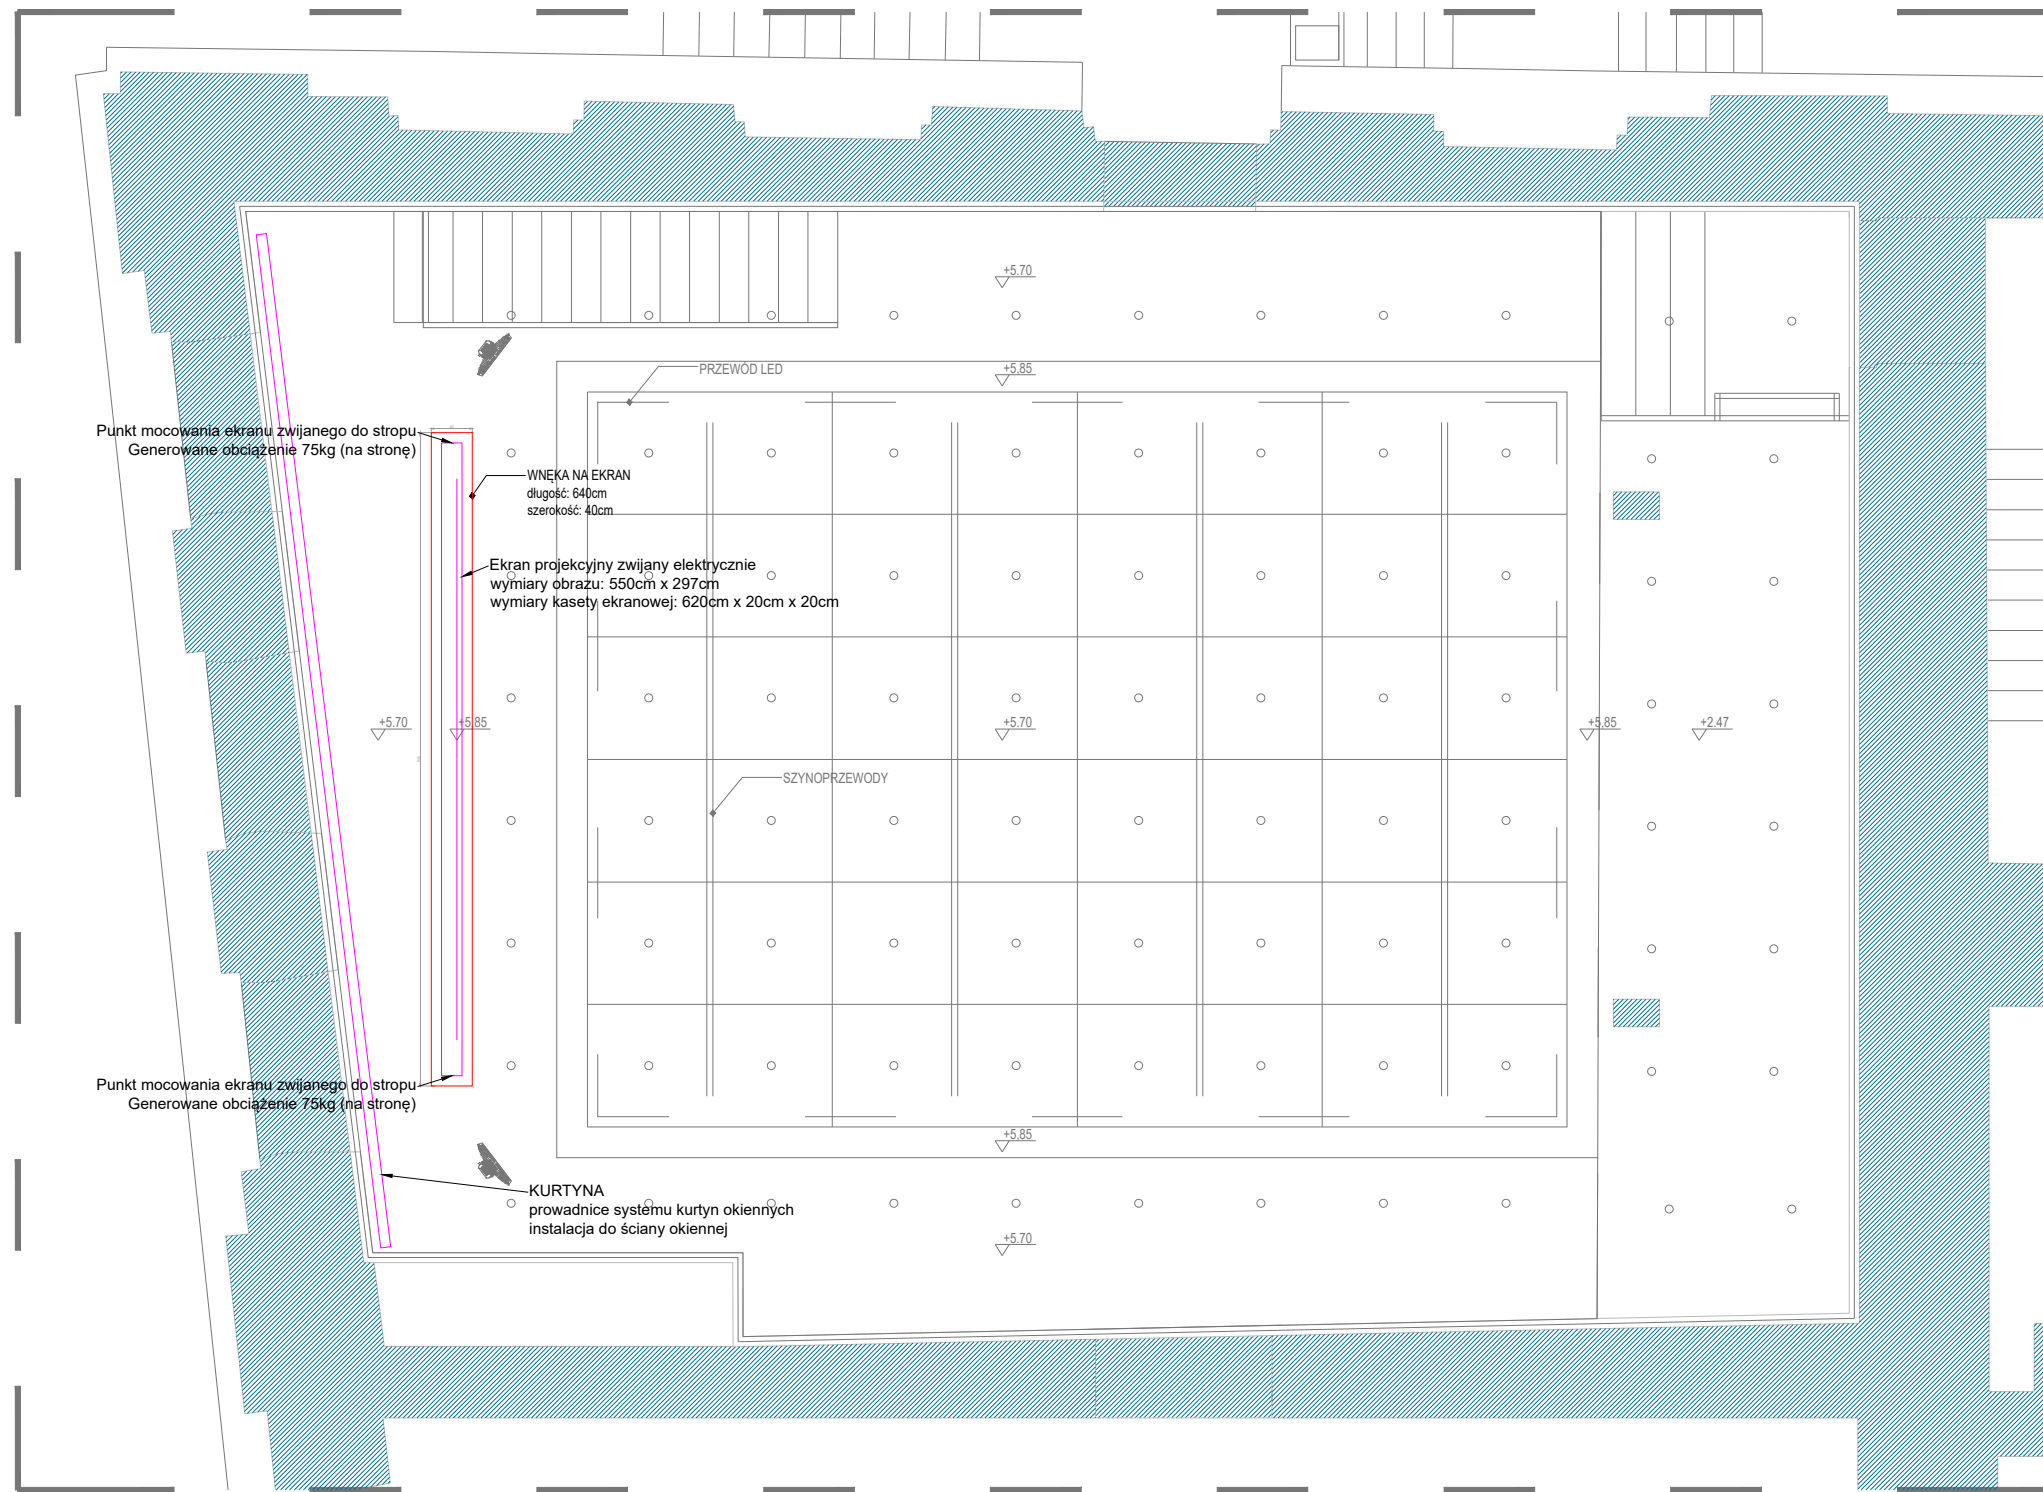 +5.70
PRZEWÓD LED
+5.85
Punkt mocowania ekranu zwijanego do stropu
Generowane obciążenie 75kg (na stronę)
WNĘKA NA EKRAN
długość: 640cm
szerokość: 40cm
Ekran projekcyjny zwijany elektrycznie
wymiary obrazu: 550cm x 297cm
wymiary kasety ekranowej: 620cm x 20cm x 20cm
+5.70
+5.85
+5.70
+5.85
+2.47
SZYNOPRZEWODY
Punkt mocowania ekranu zwijanego do stropu
Generowane obciążenie 75kg (na stronę)
+5.85
KURTYNA
prowadnice systemu kurtyn okiennych
instalacja do ściany okiennej
+5.70